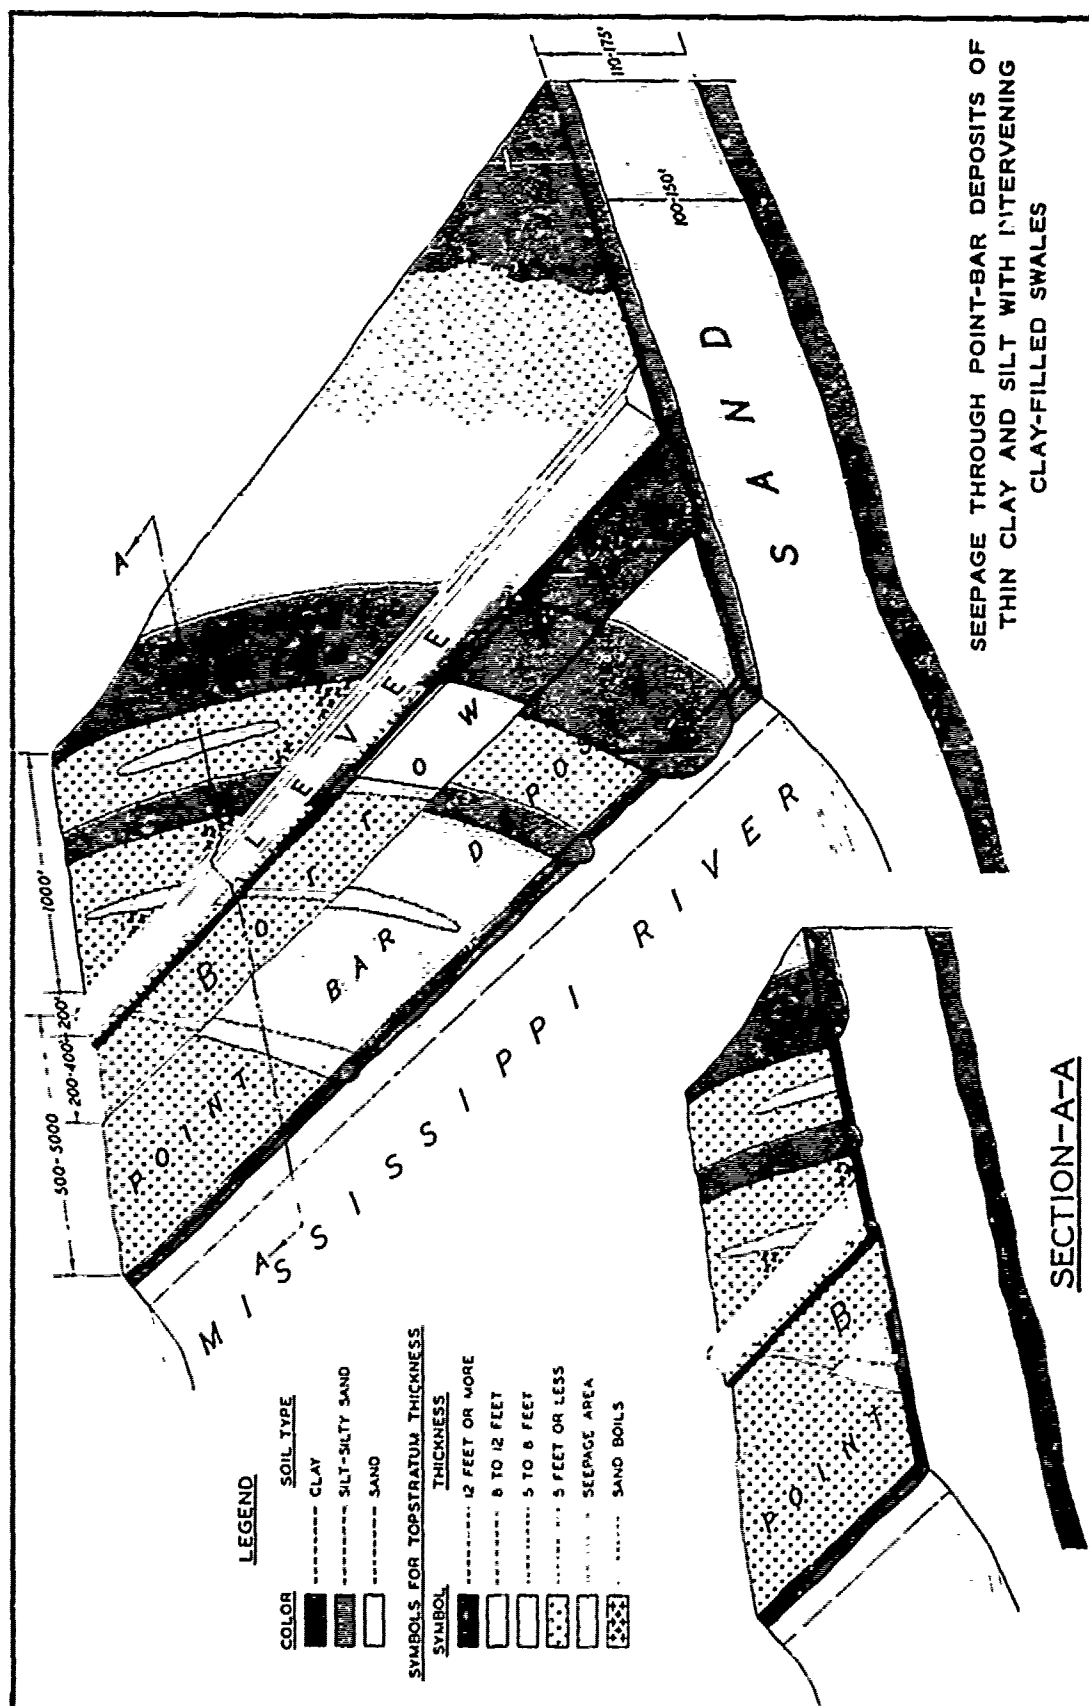 110-175'
100-150'
SAND
A
1000'
200'
200-400
500-5000
LEVEE
BORROW
POINT BAR DPOS
A
MISSISSIPPI RIVER
LEGEND
COLOR SOIL TYPE
CLAY
SILT-SILTY SAND
SAND
SYMBOLS FOR TOPSTRATUM THICKNESS
SYMBOL THICKNESS
12 FEET OR MORE
8 TO 12 FEET
5 TO 8 FEET
5 FEET OR LESS
SEEPAGE AREA
SAND BOILS
POINT
B
SECTION-A-A
SEEPAGE THROUGH POINT-BAR DEPOSITS OF
THIN CLAY AND SILT WITH INTERVENING
CLAY-FILLED SWALES